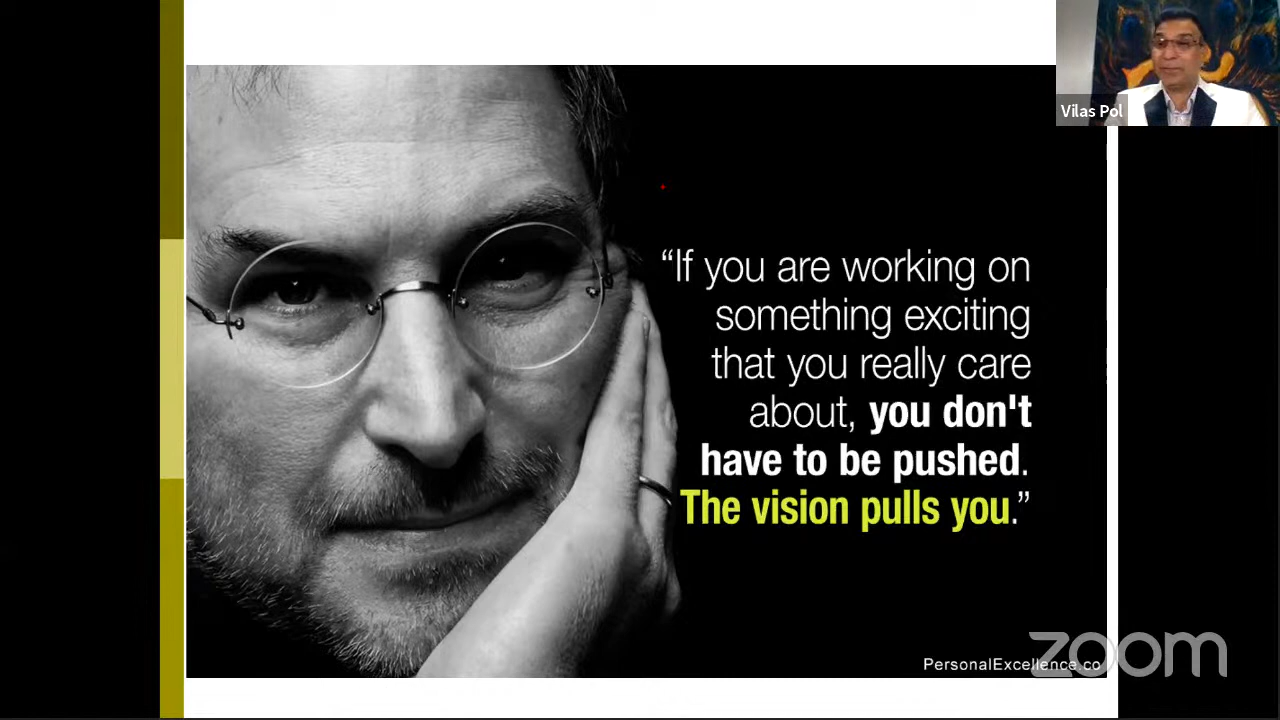 Vilas Pol
“If you are working on
something exciting
that you really care
about, you don't
have to be pushed.
The vision pulls you.”
PersonalExcellence.co
zoom